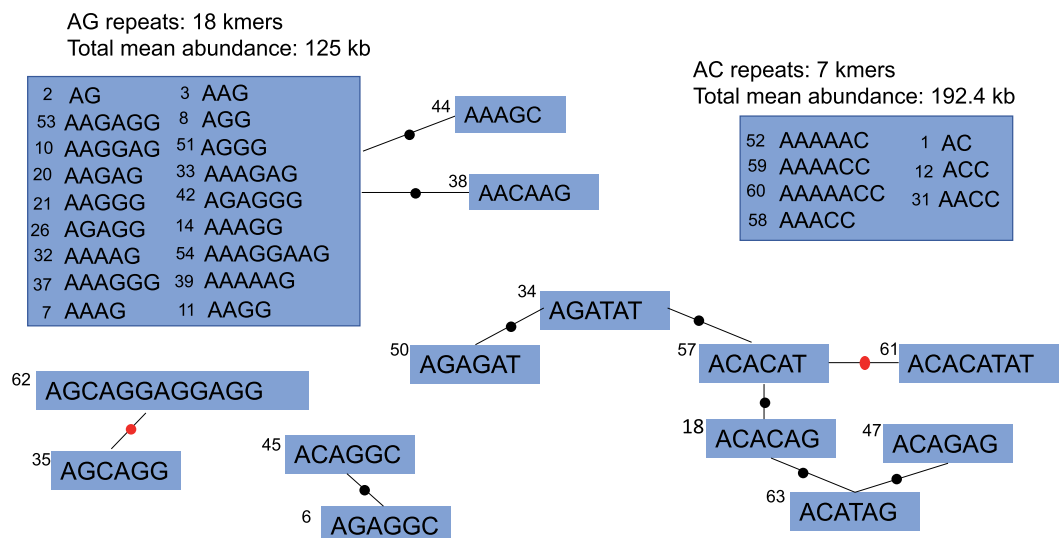 AG repeats: 18 kmers
Total mean abundance: 125 kb
2 AG 3 AAG
53 AAGAGG 8 AGG
10 AAGGAG 51 AGGG
20 AAGAG 33 AAAGAG
21 AAGGG 42 AGAGGG
26 AGAGG 14 AAAGG
32 AAAAG 54 AAAGGAAG
37 AAAGGG 39 AAAAAG
7 AAAG 11 AAGG
44 AAAGC
38 AACAAG
AC repeats: 7 kmers
Total mean abundance: 192.4 kb
52 AAAAAC 1 AC
59 AAAACC 12 ACC
60 AAAAACC 31 AACC
58 AAACC
34 AGATAT
50 AGAGAT
57 ACACAT
61 ACACATAT
62 AGCAGGAGGAGG
35 AGCAGG
45 ACAGGC
6 AGAGGC
18 ACACAG
47 ACAGAG
63 ACATAG